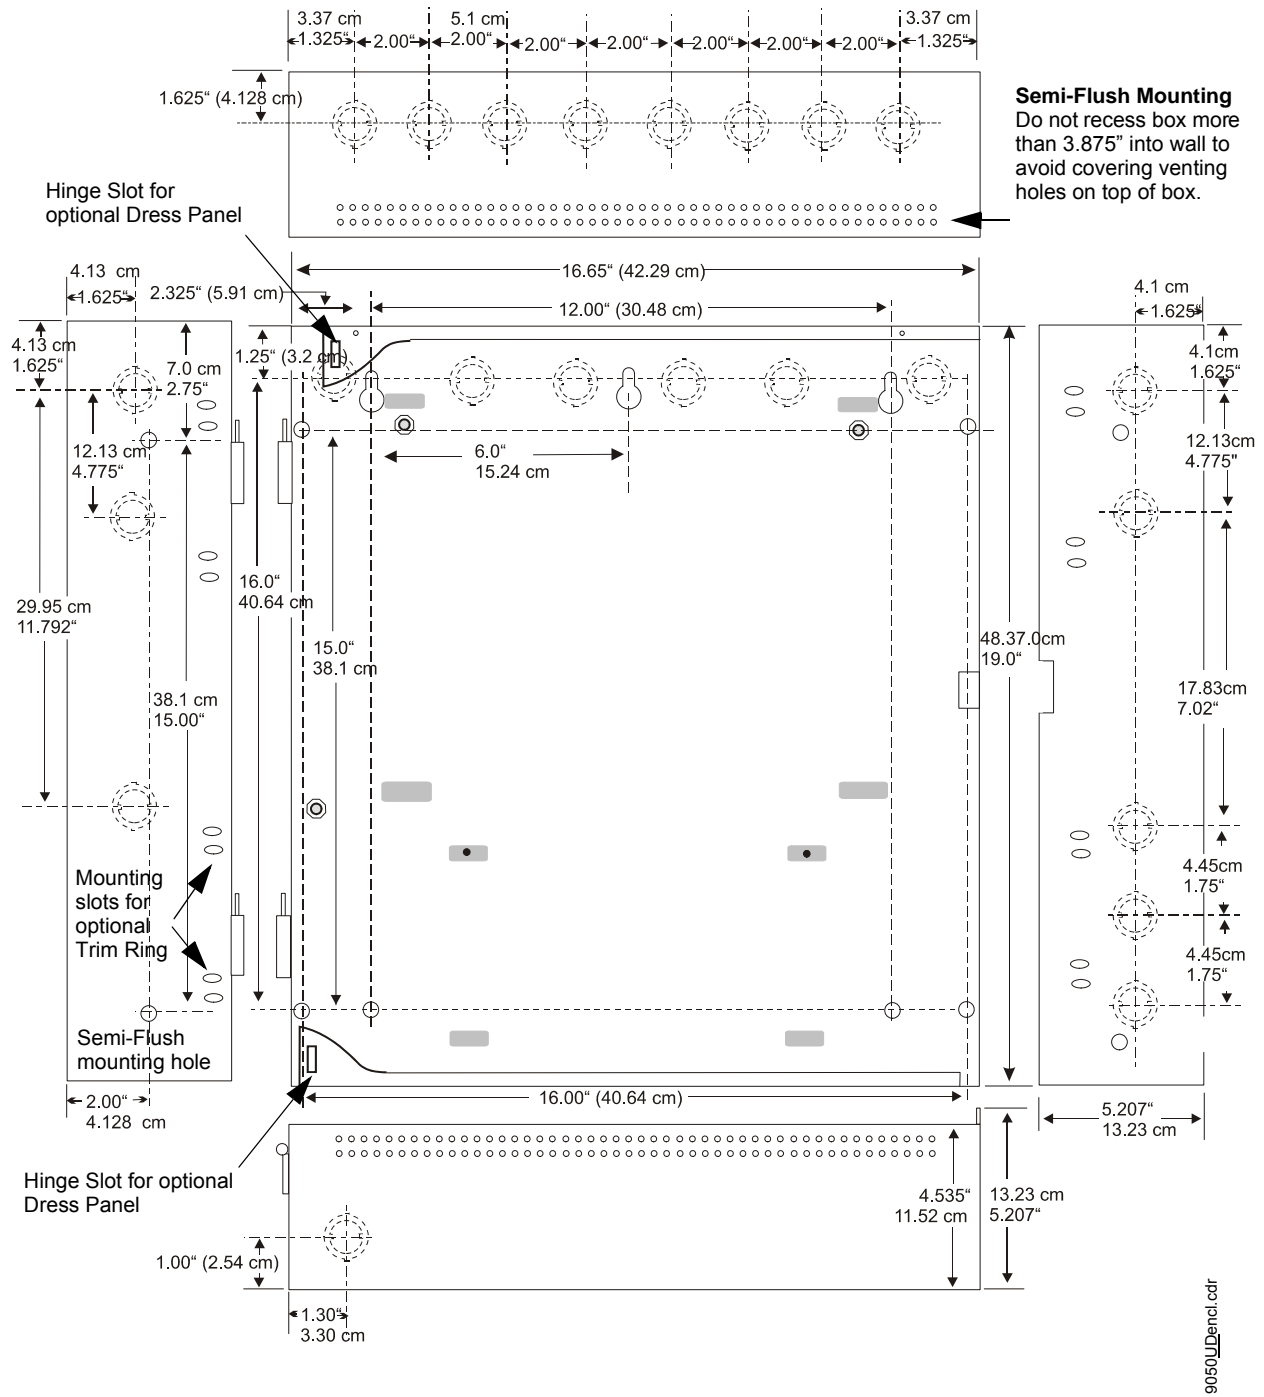 3.37 cm
5.1 cm
3.37 cm
1.325“
2.00“
2.00“
2.00“
2.00“
2.00“
2.00“
2.00“
1.325“
1.625“ (4.128 cm)
Semi-Flush Mounting
Do not recess box more
than 3.875” into wall to
avoid covering venting
holes on top of box.
Hinge Slot for
optional Dress Panel
4.13 cm
1.625“
2.325“ (5.91 cm)
16.65“ (42.29 cm)
12.00“ (30.48 cm)
4.1 cm
1.625“
4.13 cm
1.625“
7.0 cm
2.75“
1.25“ (3.2 cm)
4.1cm
1.625“
12.13 cm
4.775“
6.0“
15.24 cm
12.13cm
4.775"
16.0“
40.64 cm
29.95 cm
11.792“
15.0“
38.1 cm
48.37.0cm
19.0“
38.1 cm
15.00“
17.83cm
7.02“
Mounting
slots for
optional
Trim Ring
4.45cm
1.75“
4.45cm
1.75“
Semi-Flush
mounting hole
2.00“
4.128 cm
16.00“ (40.64 cm)
5.207“
13.23 cm
Hinge Slot for optional
Dress Panel
4.535“
11.52 cm
13.23 cm
5.207“
1.00“ (2.54 cm)
1.30“
3.30 cm
9050UDencl.cdr